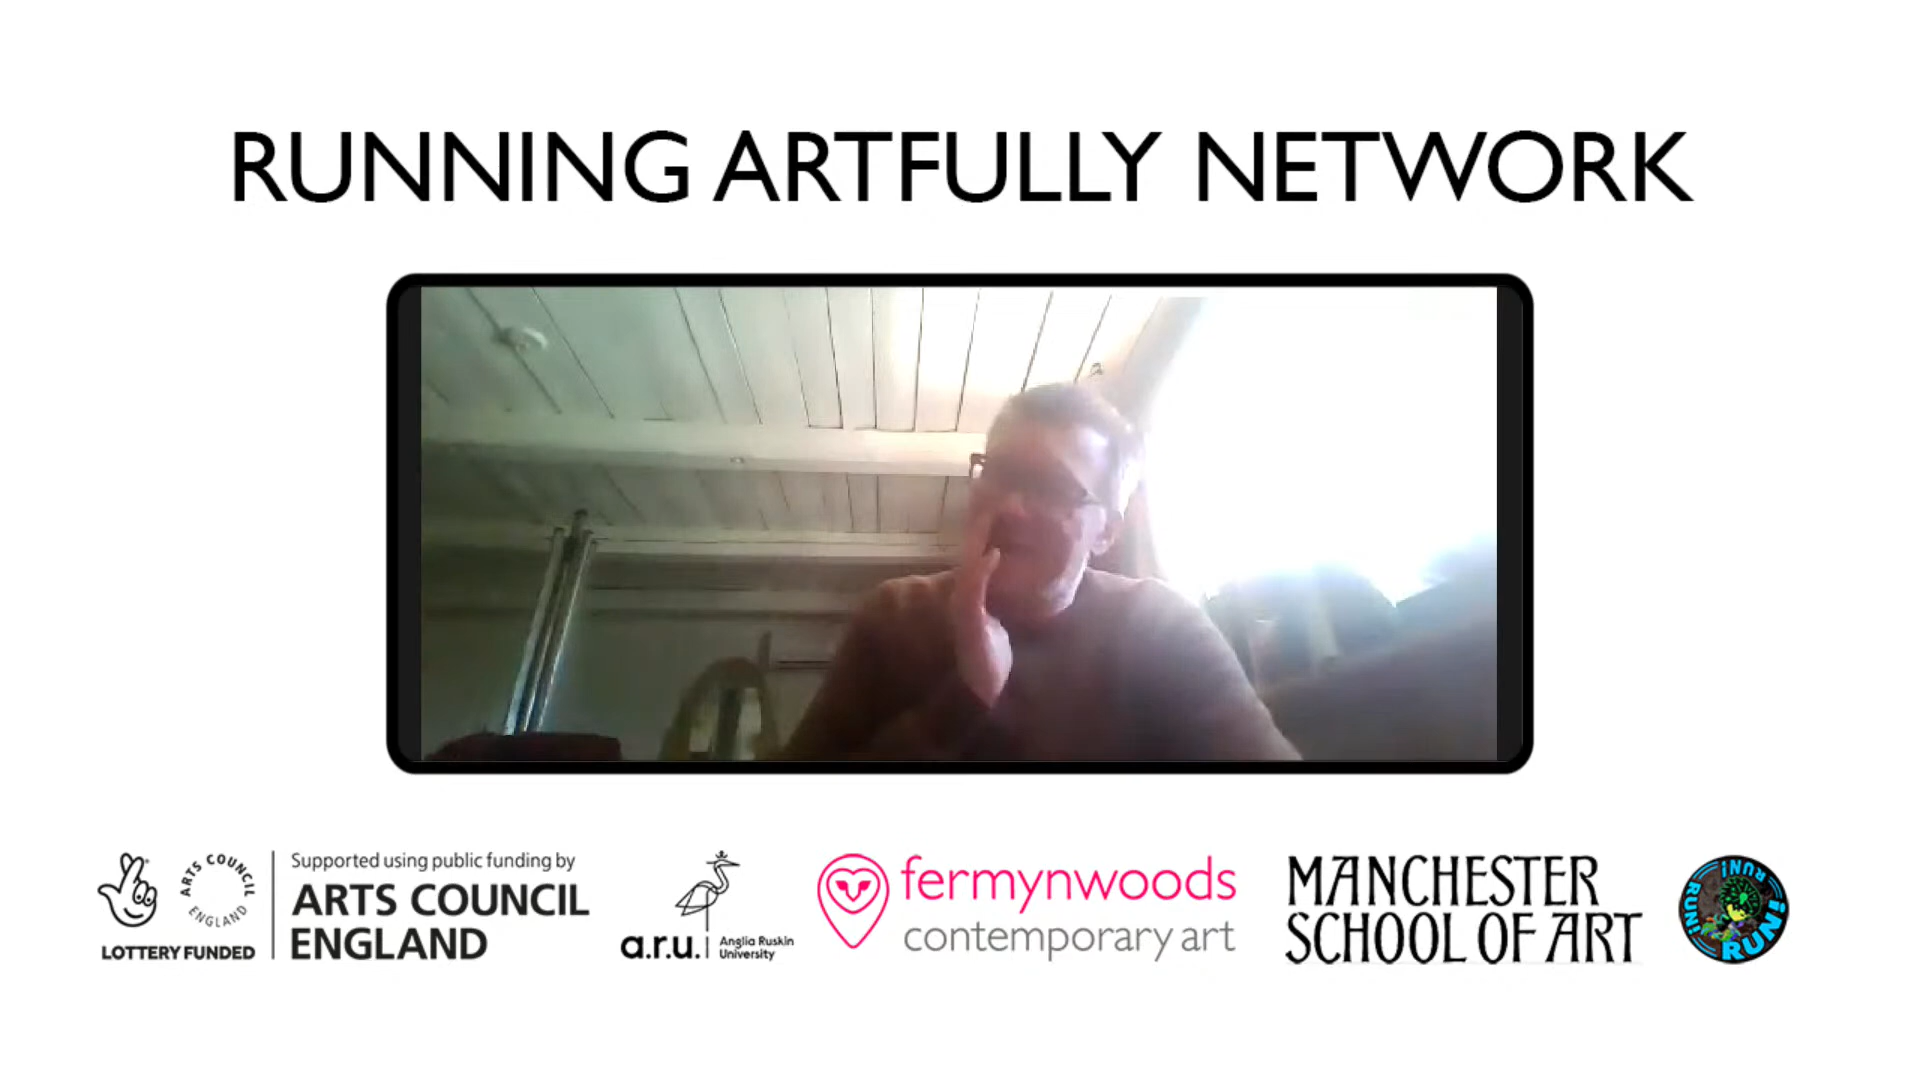 RUNNING ARTFULLY NETWORK
LOTTERY FUNDED
ARTS COUNCIL
ENGLAND
Supported using public funding by
ARTS COUNCIL
ENGLAND
a.r.u.
Anglia Ruskin
University
fermynwoods
contemporary art
MANCHESTER
SCHOOL OF ART
RUN!
RUN!
RUN!